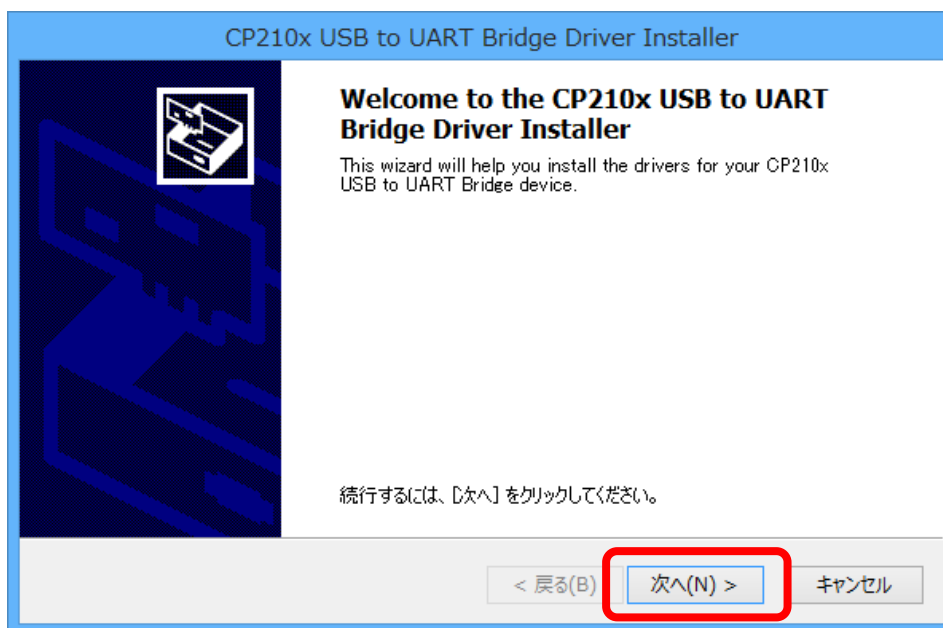 CP210x USB to UART Bridge Driver Installer
Welcome to the CP210x USB to UART
Bridge Driver Installer
This wizard will help you install the drivers for your CP210x
USB to UART Bridge device.
続行するには、[次へ] をクリックしてください。
< 戻る(B)
次へ(N) >
キャンセル